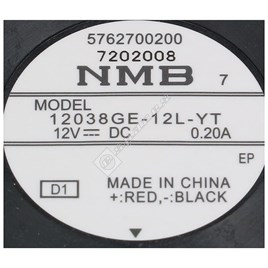 5762700200
7202008
NMB 7
MODEL
12038GE-12L-YT
12V⎓DC 0.20A
EP
D1 MADE IN CHINA
+:RED,-:BLACK